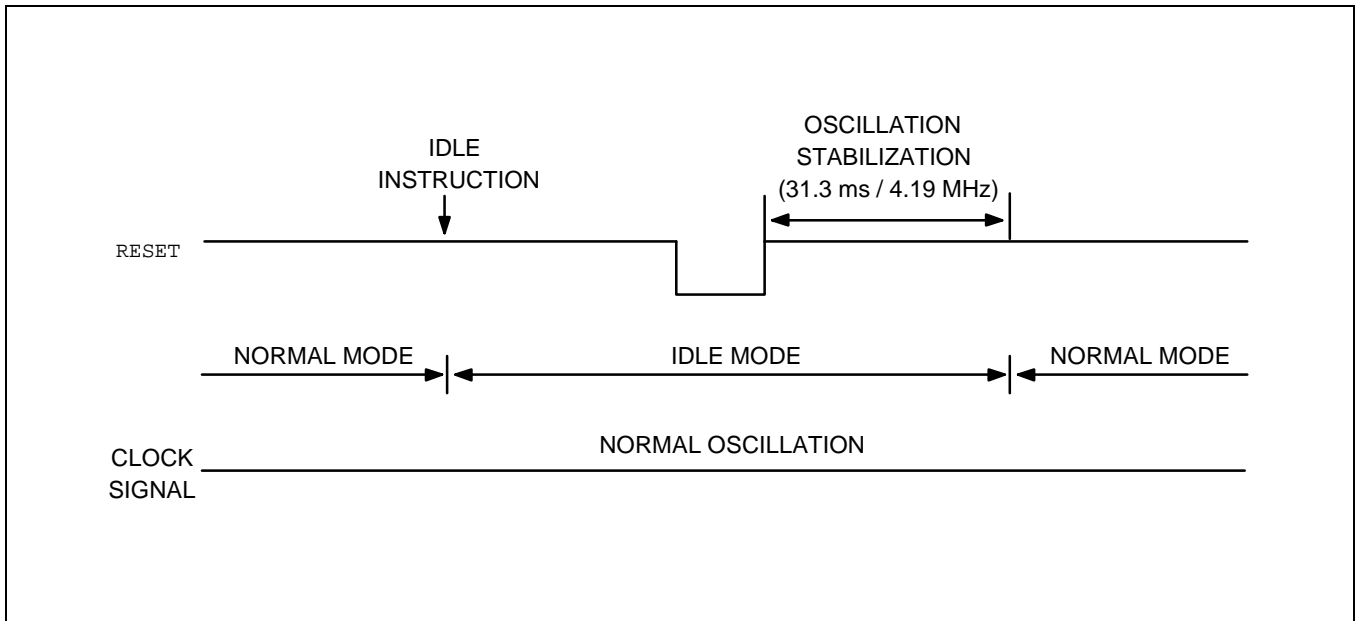 OSCILLATION
STABILIZATION
(31.3 ms / 4.19 MHz)
IDLE
INSTRUCTION
RESET
NORMAL MODE
IDLE MODE
NORMAL MODE
NORMAL OSCILLATION
CLOCK
SIGNAL